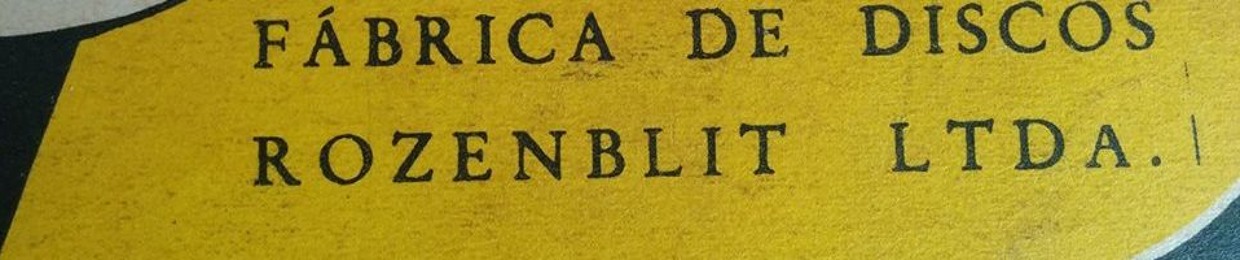 FÁBRICA DE DISCOS
ROZENBLIT LTDA.